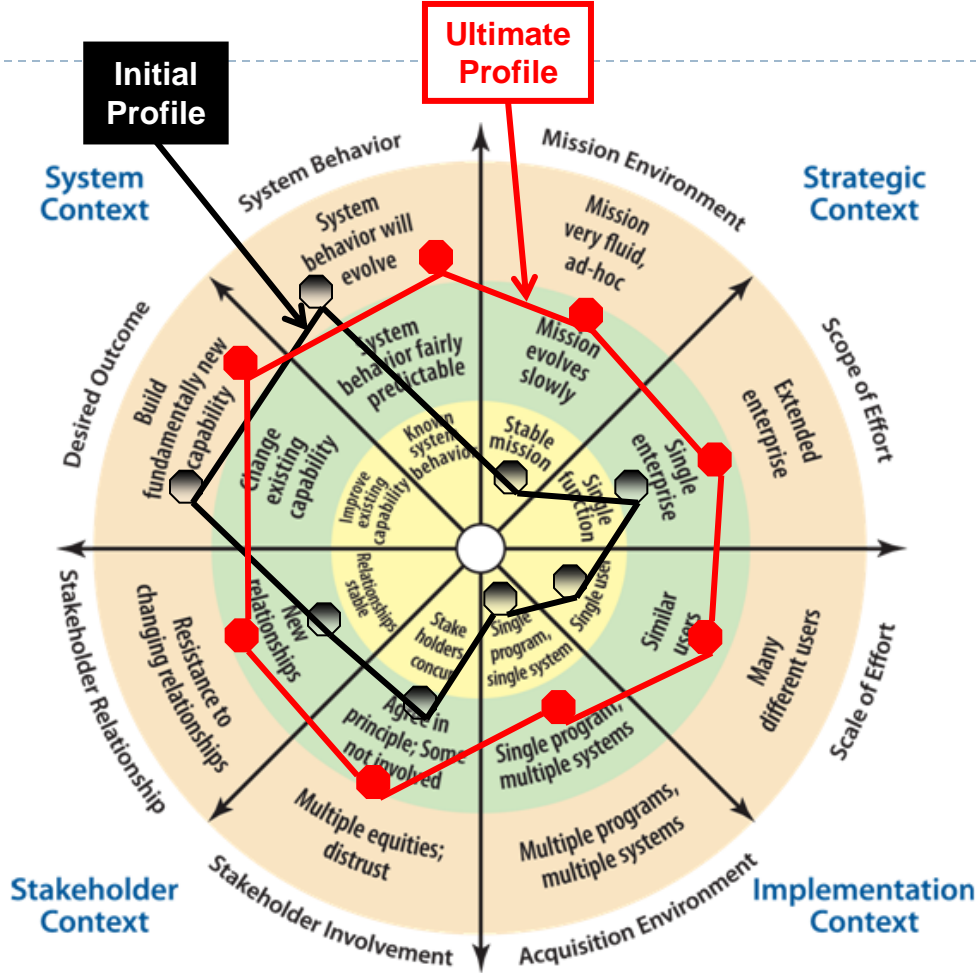 Initial
Profile
Ultimate
Profile
System
Context
Strategic
Context
System Behavior
Mission Environment
Desired Outcome
Scope of Effort
System
behavior will
evolve
System
behavior fairly
predictable
Known
system
behavior
Mission
very fluid,
ad-hoc
Mission
evolves
slowly
Stable
mission
Build
fundamentally new
capability
Change
existing
capability
Improve
existing
capability
Single
function
Single
enterprise
Extended
enterprise
Relationships
stable
New
relationships
Resistance to
changing relationships
Stake
holders
concur
Agree in
principle; Some
not involved
Multiple equities;
distrust
Single
program,
single system
Single program,
multiple systems
Multiple programs,
multiple systems
Single user
Similar
users
Many
different users
Stakeholder Relationship
Scale of Effort
Stakeholder Involvement
Acquisition Environment
Stakeholder
Context
Implementation
Context